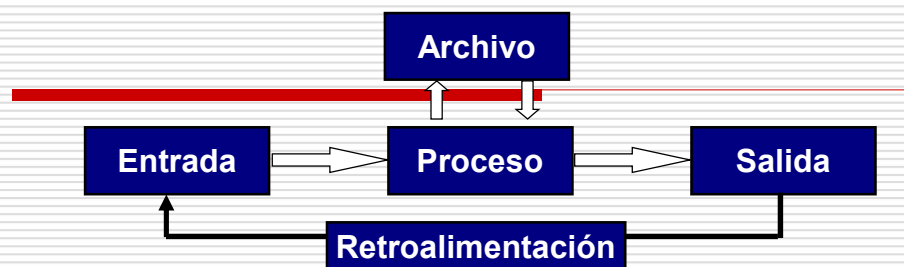 Archivo
Entrada
Proceso
Salida
Retroalimentación